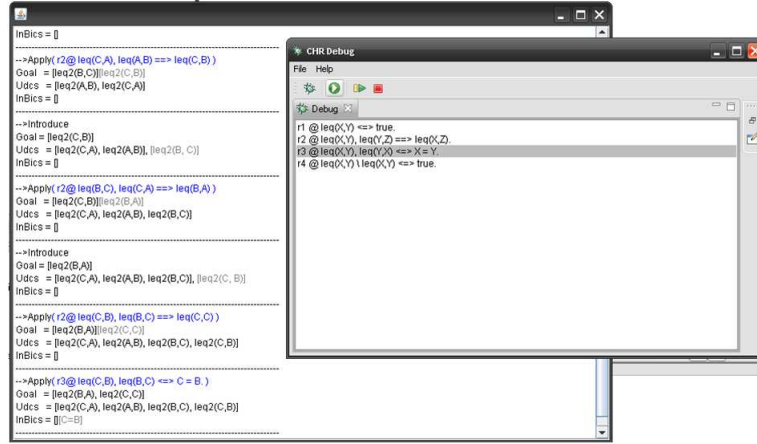 InBics = []
-->Apply( r2@ leq(C,A), leq(A,B) ==> leq(C,B) )
Goal = [leq2(B,C)][leq2(C,B)]
Udcs = [leq2(A,B), leq2(C,A)]
InBics = []
-->Introduce
Goal = [leq2(C,B)]
Udcs = [leq2(C,A), leq2(A,B)], [leq2(B, C)]
InBics = []
-->Apply( r2@ leq(B,C), leq(C,A) ==> leq(B,A) )
Goal = [leq2(C,B)][leq2(B,A)]
Udcs = [leq2(C,A), leq2(A,B), leq2(B,C)]
InBics = []
-->Introduce
Goal = [leq2(B,A)]
Udcs = [leq2(C,A), leq2(A,B), leq2(B,C)], [leq2(C, B)]
InBics = []
-->Apply( r2@ leq(C,B), leq(B,C) ==> leq(C,C) )
Goal = [leq2(B,A)][leq2(C,C)]
Udcs = [leq2(C,A), leq2(A,B), leq2(B,C), leq2(C,B)]
InBics = []
-->Apply( r3@ leq(C,B), leq(B,C) <=> C = B. )
Goal = [leq2(B,A), leq2(C,C)]
Udcs = [leq2(C,A), leq2(A,B), leq2(B,C), leq2(C,B)]
InBics = [][C=B]
CHR Debug
File Help
Debug
r1 @ leq(X,Y) <=> true.
r2 @ leq(X,Y), leq(Y,Z) ==> leq(X,Z).
r3 @ leq(X,Y), leq(Y,X) <=> X = Y.
r4 @ leq(X,Y) \ leq(X,Y) <=> true.